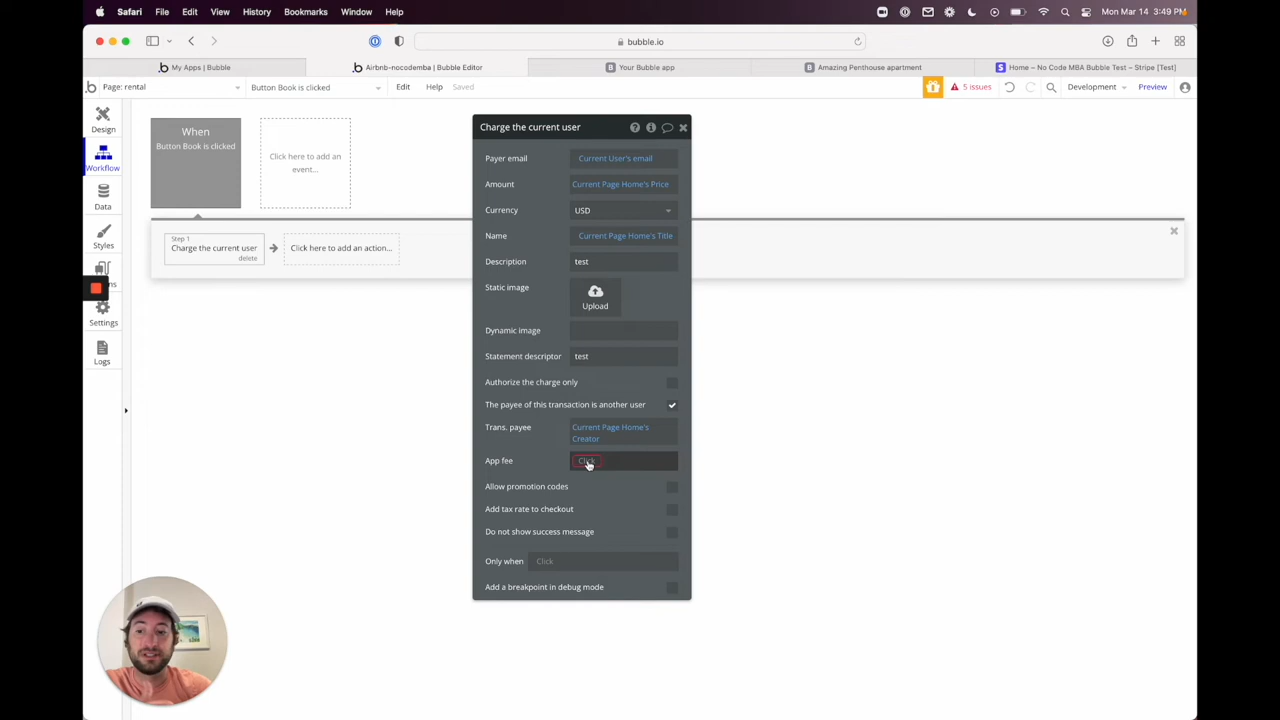 Safari File Edit View History Bookmarks Window Help
Mon Mar 14 3:49 PM
bubble.io
My Apps | Bubble
Airbnb-nocodemba | Bubble Editor
Your Bubble app
Amazing Penthouse apartment
Home – No Code MBA Bubble Test – Stripe [Test]
Page: rental
Button Book is clicked
Edit Help Saved
5 issues
Development
Preview
Design
Workflow
Data
Styles
Settings
Logs
When
Button Book is clicked
Click here to add an
event...
Step 1
Charge the current user
delete
Click here to add an action...
Charge the current user
Payer email Current User's email
Amount Current Page Home's Price
Currency USD
Name Current Page Home's Title
Description test
Static image
Upload
Dynamic image
Statement descriptor test
Authorize the charge only
The payee of this transaction is another user
Trans. payee Current Page Home's
Creator
App fee Click
Allow promotion codes
Add tax rate to checkout
Do not show success message
Only when Click
Add a breakpoint in debug mode